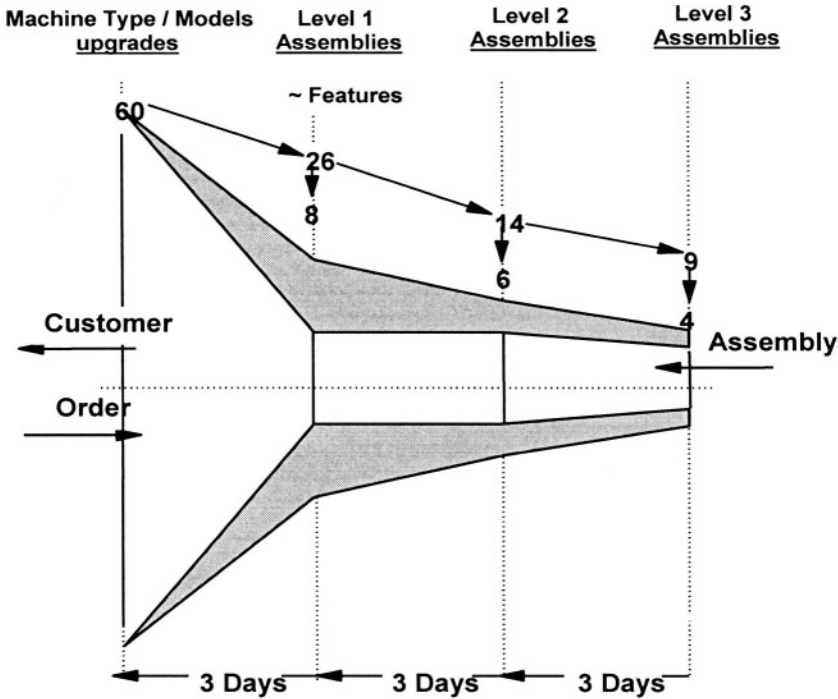 Machine Type / Models
upgrades
Level 1
Assemblies
Level 2
Assemblies
Level 3
Assemblies
~ Features
60
26
8
14
6
9
4
Customer
Assembly
Order
3 Days
3 Days
3 Days